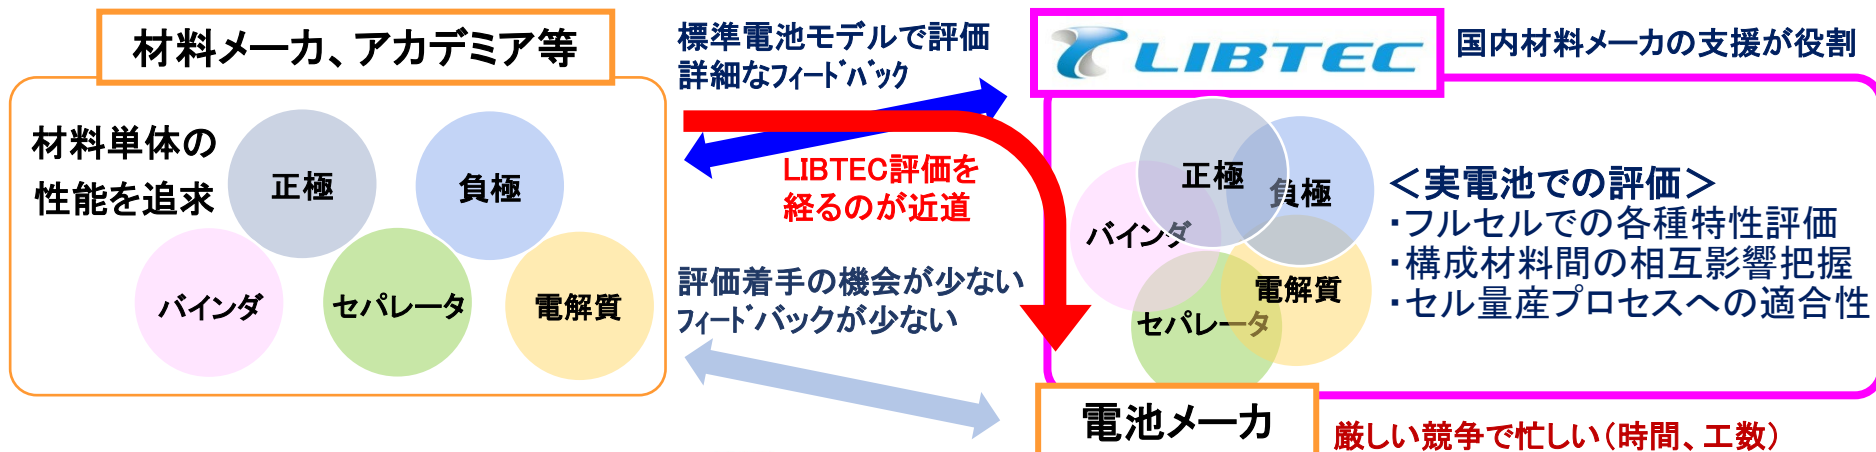 材料メーカ、アカデミア等
材料単体の
性能を追求
正極
負極
バインダ
セパレータ
電解質
標準電池モデルで評価
詳細なフィードバック
LIBTEC評価を
経るのが近道
評価着手の機会が少ない
フィードバックが少ない
LIBTEC
国内材料メーカの支援が役割
正極
負極
バインダ
電解質
セパレータ
＜実電池での評価＞
・フルセルでの各種特性評価
・構成材料間の相互影響把握
・セル量産プロセスへの適合性
電池メーカ
厳しい競争で忙しい（時間、工数）